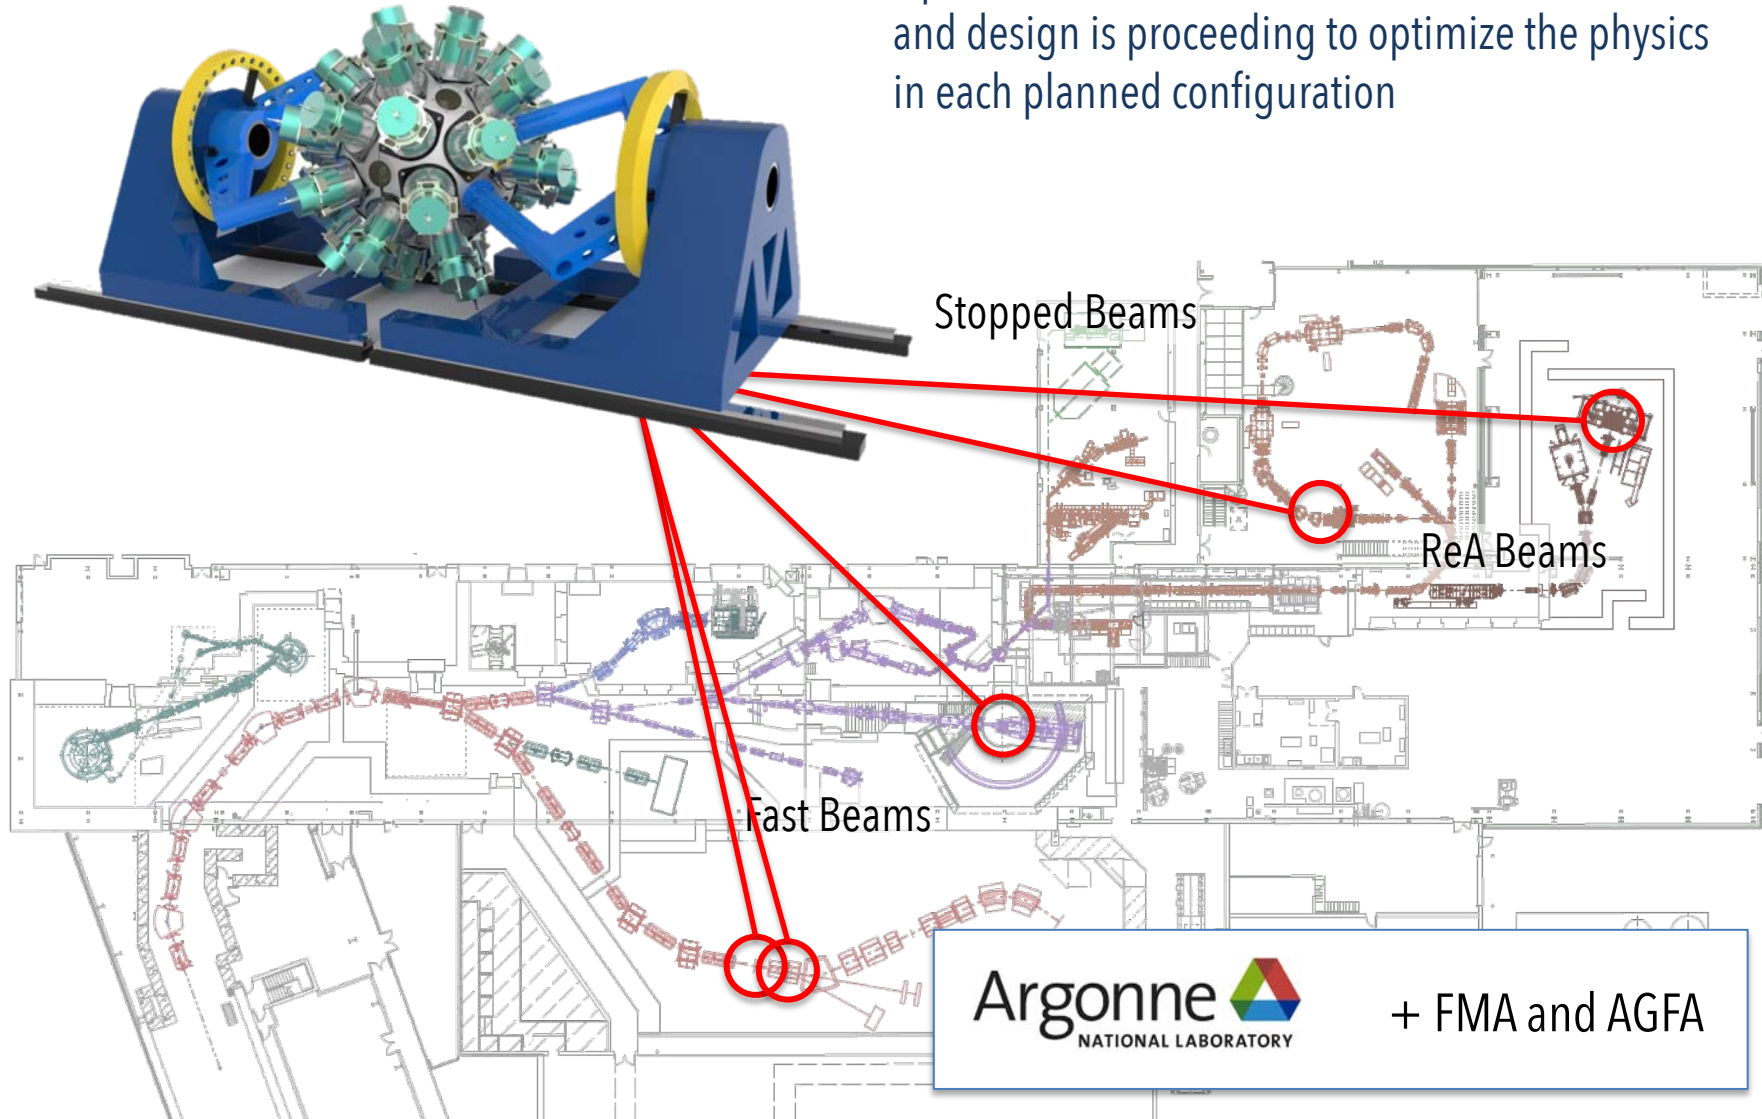 and design is proceeding to optimize the physics
in each planned configuration
Stopped Beams
ReA Beams
Fast Beams
Argonne
NATIONAL LABORATORY
+ FMA and AGFA